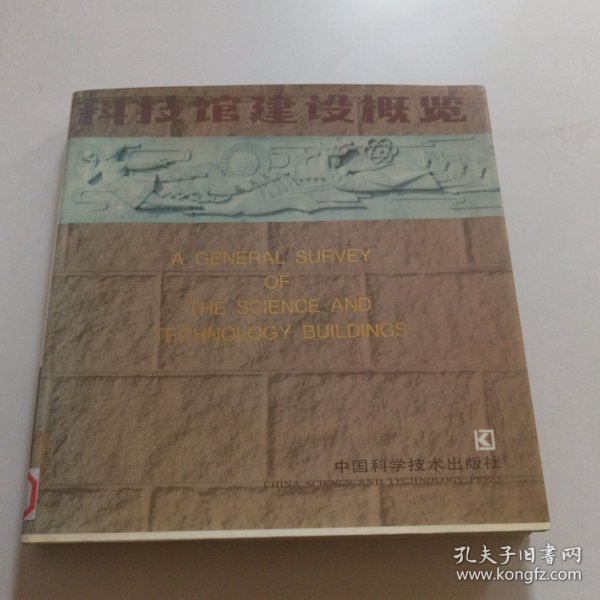 科技馆建设概览
A GENERAL SURVEY
OF
THE SCIENCE AND
TECHNOLOGY BUILDINGS
中国科学技术出版社
CHINA SCIENCE AND TECHNOLOGY PRESS
孔夫子旧书网
www.kongfz.com